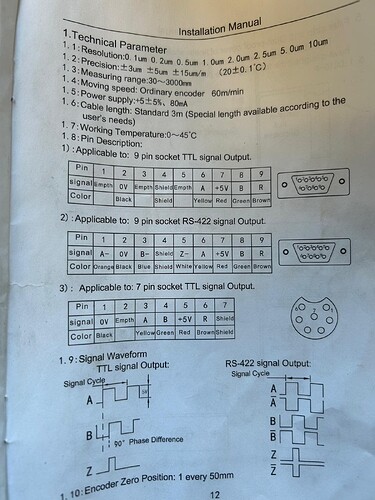 Installation Manual
1.Technical Parameter
1. 1:Resolution:0.1um 0.2um 0.5um 1.0um 2.0um 2.5um 5.0um 10um
1. 2:Precision:±3um ±5um ±15um/m (20±0.1℃)
1. 3:Measuring range:30~3000mm
1. 4:Moving speed: Ordinary encoder 60m/min
1. 5:Power supply:+5±5%, 80mA
1. 6:Cable length: Standard 3m (Special length available according to the
user's needs)
1. 7:Working Temperature:0~45℃
1. 8:Pin Description:
1): Applicable to: 9 pin socket TTL signal Output.
Pin 1 2 3 4 5 6 7 8 9
signal Empth 0V Empth Shield Empth A +5V B R
Color Black Shield Yellow Red Green Brown
2): Applicable to: 9 pin socket RS-422 signal Output.
Pin 1 2 3 4 5 6 7 8 9
signal A- 0V B- Shield Z- A +5V B R
Color Orange Black Blue Shield White Yellow Red Green Brown
3): Applicable to: 7 pin socket TTL signal Output.
Pin 1 2 3 4 5 6 7
signal 0V Empth A B +5V R Shield
Color Black Yellow Green Red Brown Shield
1. 9:Signal Waveform
TTL signal Output:
RS-422 signal Output:
Signal Cycle
Signal Cycle
A
5V
A
A̅
B
B
B̅
90° Phase Difference
Z
Z
Z̅
1. 10:Encoder Zero Position: 1 every 50mm
12